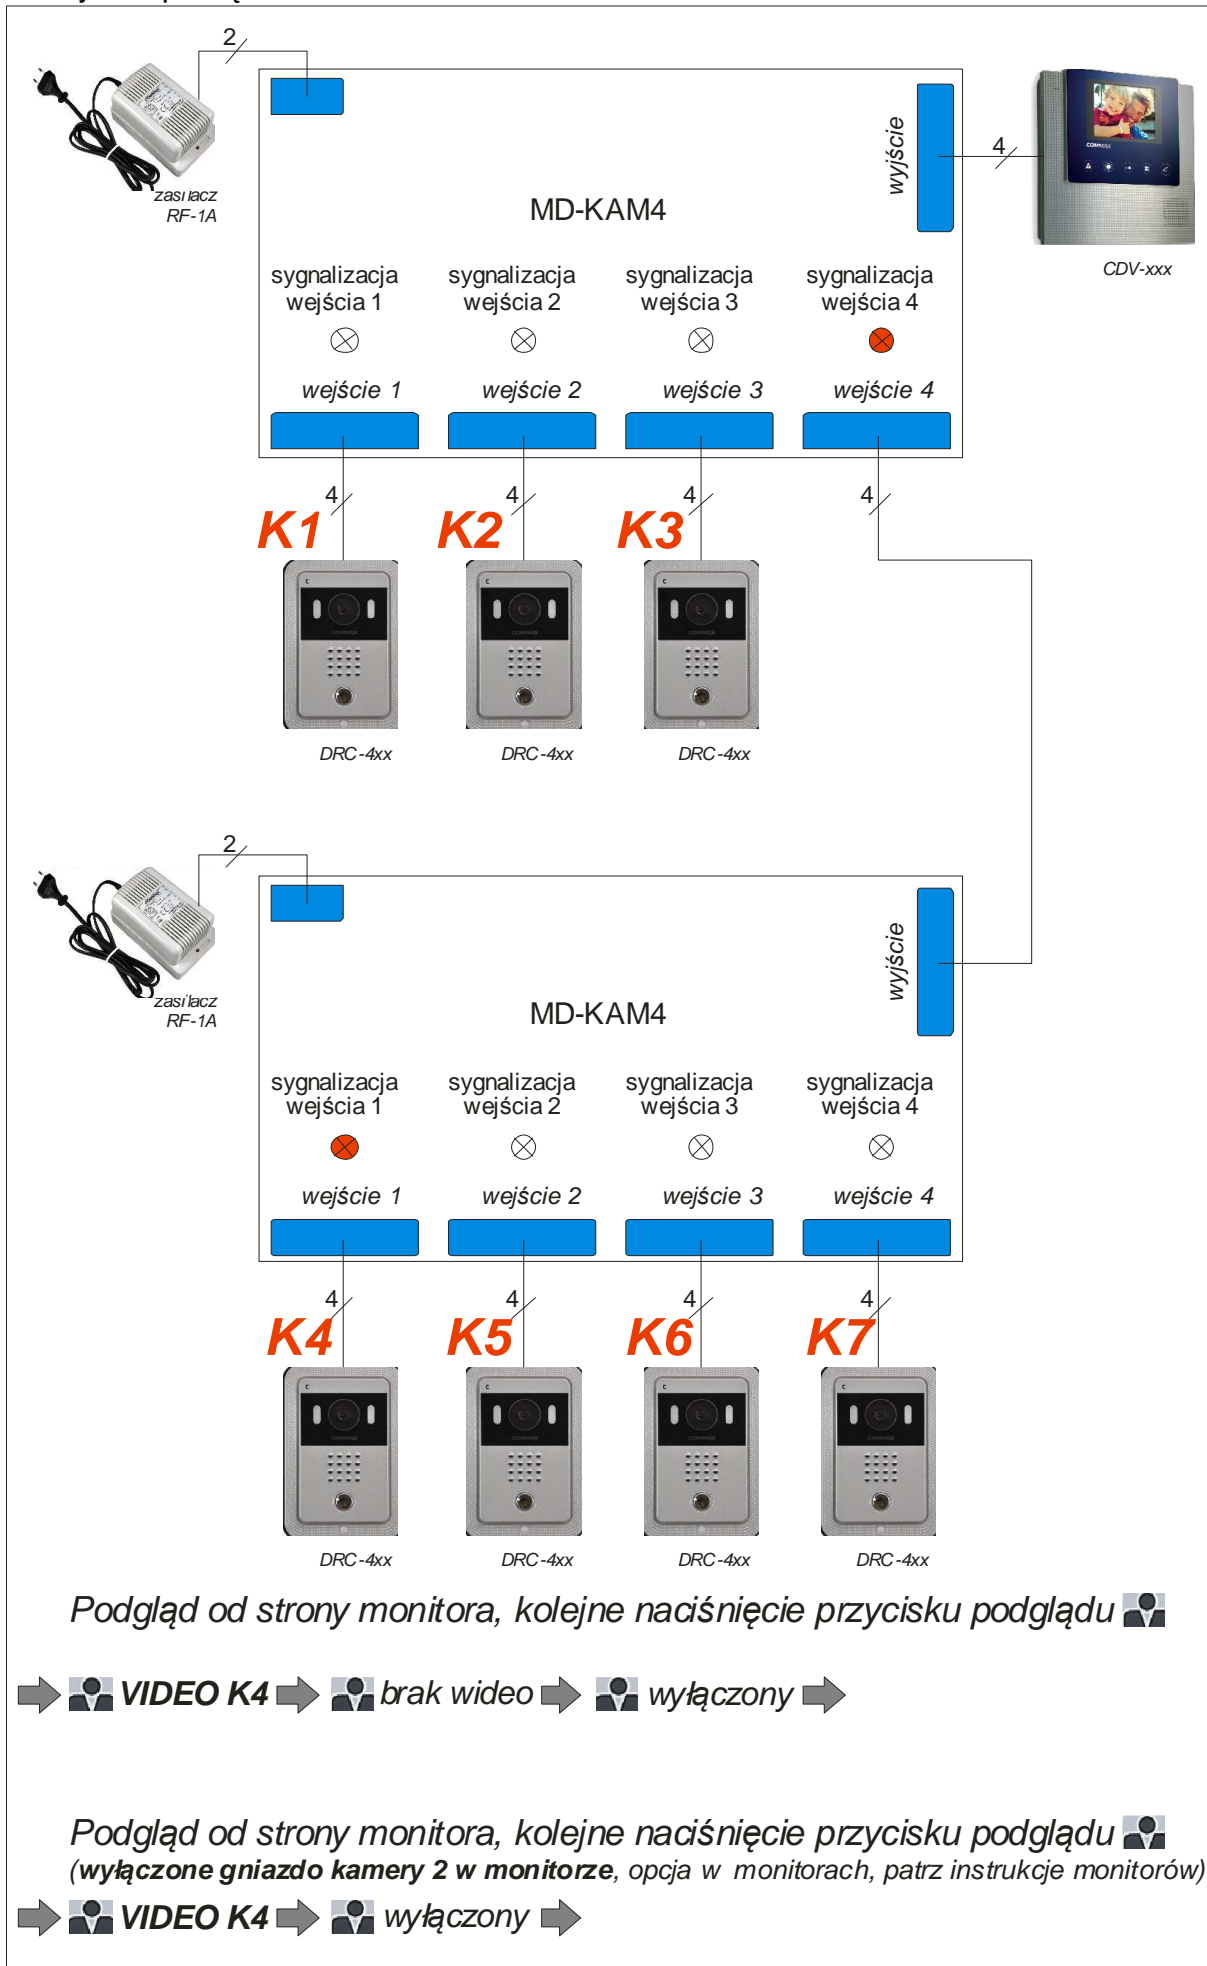 2
zasilacz
RF-1A
MD-KAM4
wyjście
4
COMMAX
CDV-xxx
sygnalizacja wejścia 1
sygnalizacja wejścia 2
sygnalizacja wejścia 3
sygnalizacja wejścia 4
wejście 1
wejście 2
wejście 3
wejście 4
4 4 4 4
K1 K2 K3
DRC-4xx DRC-4xx DRC-4xx
2
zasilacz
RF-1A
MD-KAM4
wyjście
sygnalizacja wejścia 1
sygnalizacja wejścia 2
sygnalizacja wejścia 3
sygnalizacja wejścia 4
wejście 1
wejście 2
wejście 3
wejście 4
4 4 4 4
K4 K5 K6 K7
DRC-4xx DRC-4xx DRC-4xx DRC-4xx
Podgląd od strony monitora, kolejne naciśnięcie przycisku podglądu
VIDEO K4 brak wideo wyłączony
Podgląd od strony monitora, kolejne naciśnięcie przycisku podglądu
(wyłączone gniazdo kamery 2 w monitorze, opcja w monitorach, patrz instrukcje monitorów)
VIDEO K4 wyłączony